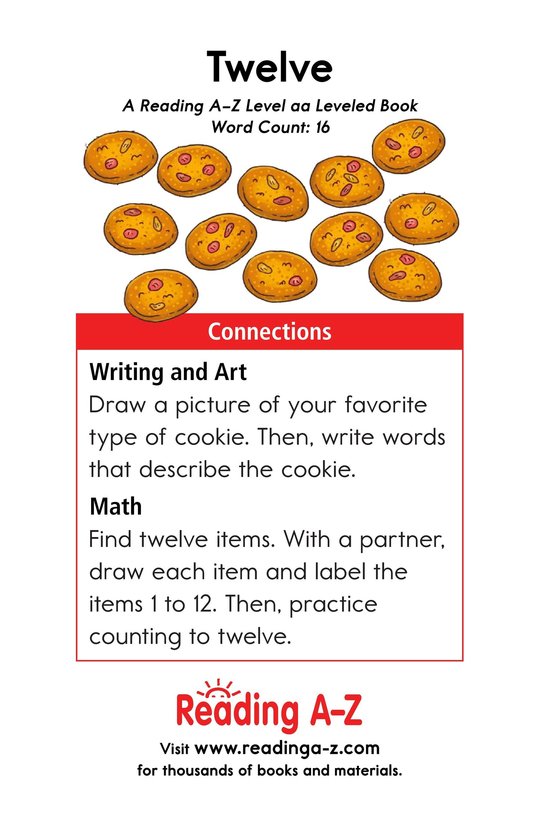 Twelve
A Reading A–Z Level aa Leveled Book
Word Count: 16
Connections
Writing and Art
Draw a picture of your favorite
type of cookie. Then, write words
that describe the cookie.
Math
Find twelve items. With a partner,
draw each item and label the
items 1 to 12. Then, practice
counting to twelve.
Reading A–Z
Visit www.readinga-z.com
for thousands of books and materials.